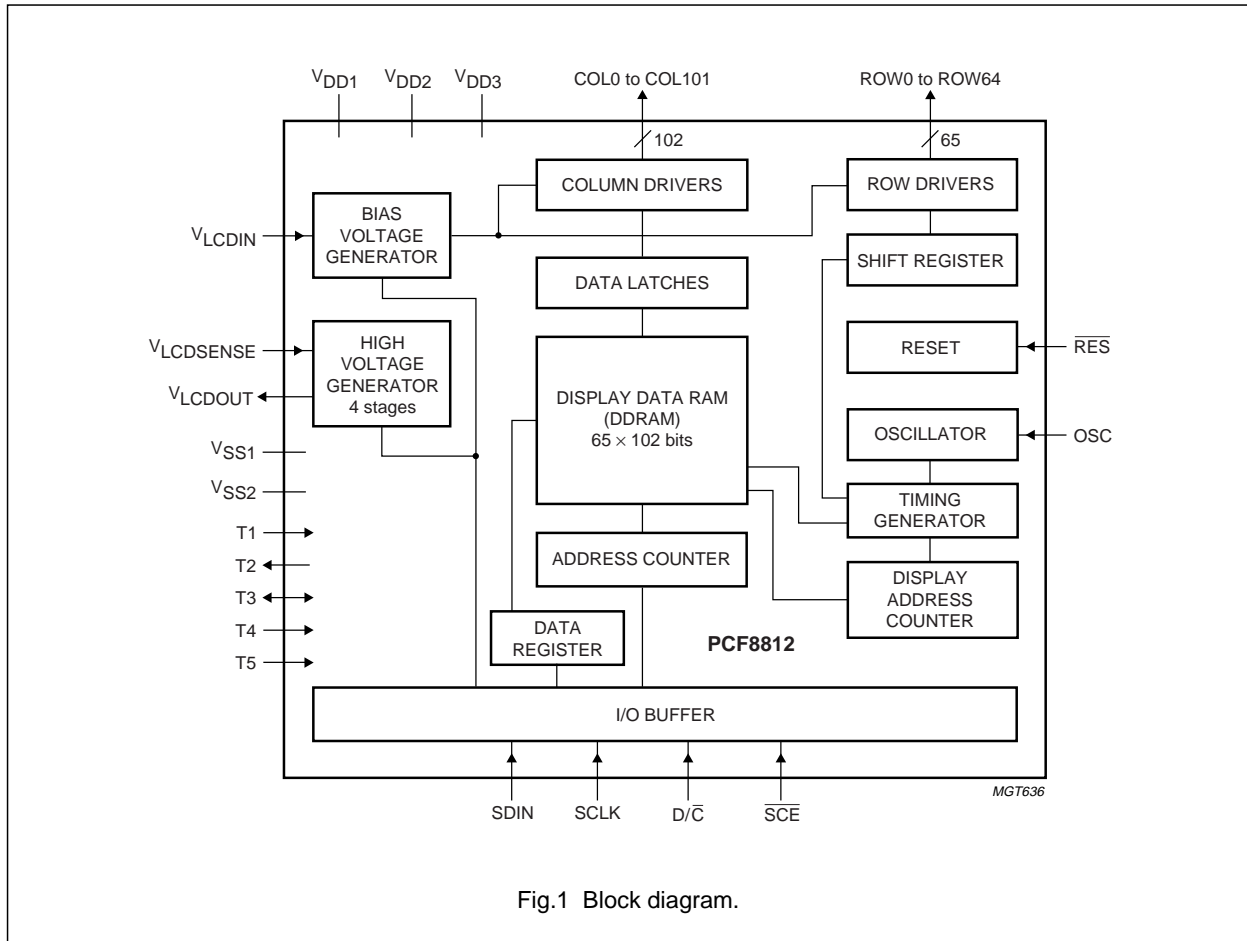 VDD1 VDD2 VDD3 COL0 to COL101 ROW0 to ROW64
102 65
COLUMN DRIVERS
ROW DRIVERS
BIAS
VOLTAGE
GENERATOR
VLCDIN
SHIFT REGISTER
DATA LATCHES
VLCDSENSE
VLCDOUT
HIGH
VOLTAGE
GENERATOR
4 stages
RESET
R̅E̅S̅
DISPLAY DATA RAM
(DDRAM)
65 × 102 bits
OSCILLATOR
OSC
VSS1
VSS2
TIMING
GENERATOR
T1
T2
T3
T4
T5
ADDRESS COUNTER
DISPLAY
ADDRESS
COUNTER
DATA
REGISTER
PCF8812
I/O BUFFER
SDIN SCLK D/C̅ S̅C̅E̅
MGT636
Fig.1 Block diagram.